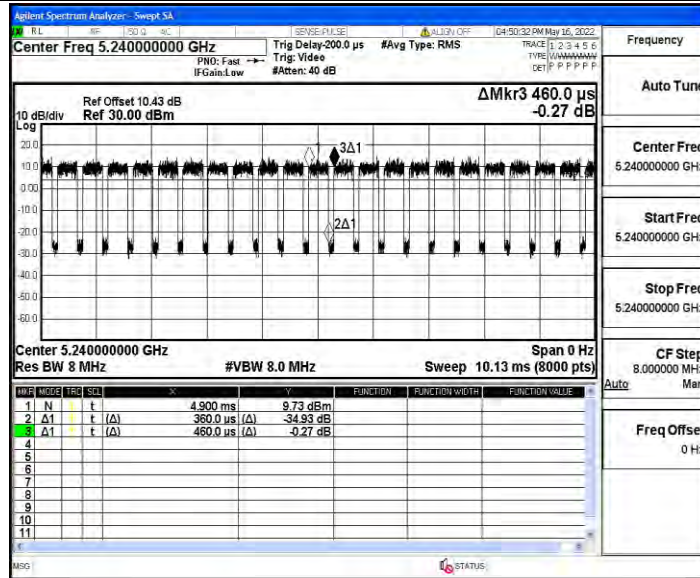 Agilent Spectrum Analyzer - Swept SA
RL RF 50 Ω AC SENSE:PULSE ALIGN OFF 04:50:32 PM May 16, 2022
Center Freq 5.240000000 GHz
PNO: Fast
IFGain:Low
Trig Delay-200.0 µs
Trig: Video
#Atten: 40 dB
#Avg Type: RMS
TRACE 1 2 3 4 5 6
TYPE WWWWWW
DET P P P P P P
ΔMkr3 460.0 µs
-0.27 dB
Ref Offset 10.43 dB
10 dB/div Ref 30.00 dBm
Log
20.0
10.0
0.00
-10.0
-20.0
-30.0
-40.0
-50.0
-60.0
1
3Δ1
2Δ1
Center 5.240000000 GHz Span 0 Hz
Res BW 8 MHz #VBW 8.0 MHz Sweep 10.13 ms (8000 pts)
MKR MODE TRC SCL X Y FUNCTION FUNCTION WIDTH FUNCTION VALUE
1 N t 4.900 ms 9.73 dBm
2 Δ1 t (Δ) 360.0 µs (Δ) -34.93 dB
3 Δ1 t (Δ) 460.0 µs (Δ) -0.27 dB
4
5
6
7
8
9
10
11
MSG STATUS
Frequency
Auto Tune
Center Freq
5.240000000 GHz
Start Freq
5.240000000 GHz
Stop Freq
5.240000000 GHz
CF Step
8.000000 MHz
Auto Man
Freq Offset
0 Hz